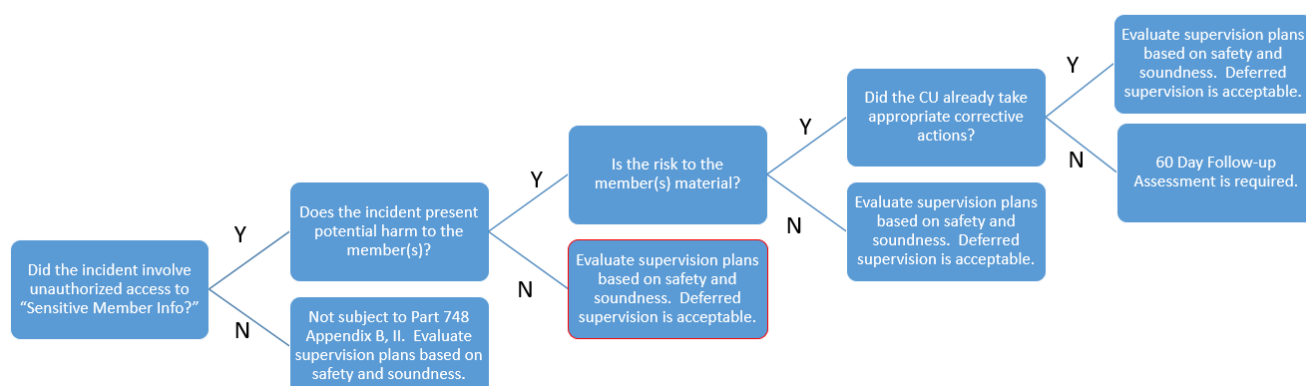 Did the incident involve
unauthorized access to
“Sensitive Member Info?”
Y
N
Does the incident present
potential harm to the
member(s)?
Not subject to Part 748
Appendix B, II.  Evaluate
supervision plans based on
safety and soundness.
Y
N
Is the risk to the
member(s) material?
Evaluate supervision plans
based on safety and
soundness.  Deferred
supervision is acceptable.
Y
N
Did the CU already take
appropriate corrective
actions?
Evaluate supervision plans
based on safety and
soundness.  Deferred
supervision is acceptable.
Y
N
Evaluate supervision plans
based on safety and
soundness.  Deferred
supervision is acceptable.
60 Day Follow-up
Assessment is required.